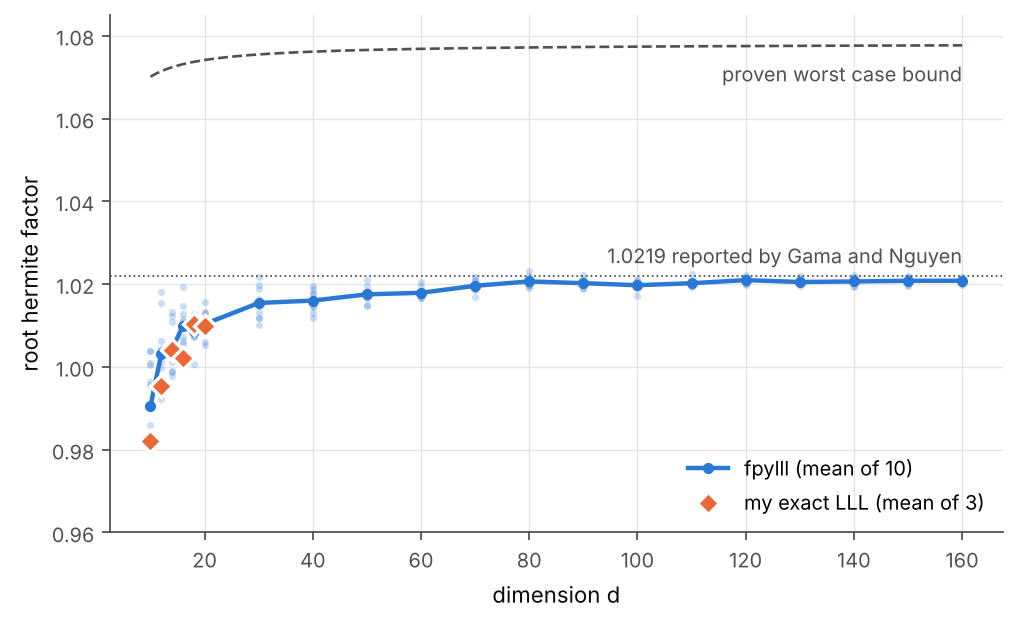 1.08
1.06
1.04
1.02
1.00
0.98
0.96
root hermite factor
proven worst case bound
1.0219 reported by Gama and Nguyen
fpylll (mean of 10)
my exact LLL (mean of 3)
20 40 60 80 100 120 140 160
dimension d